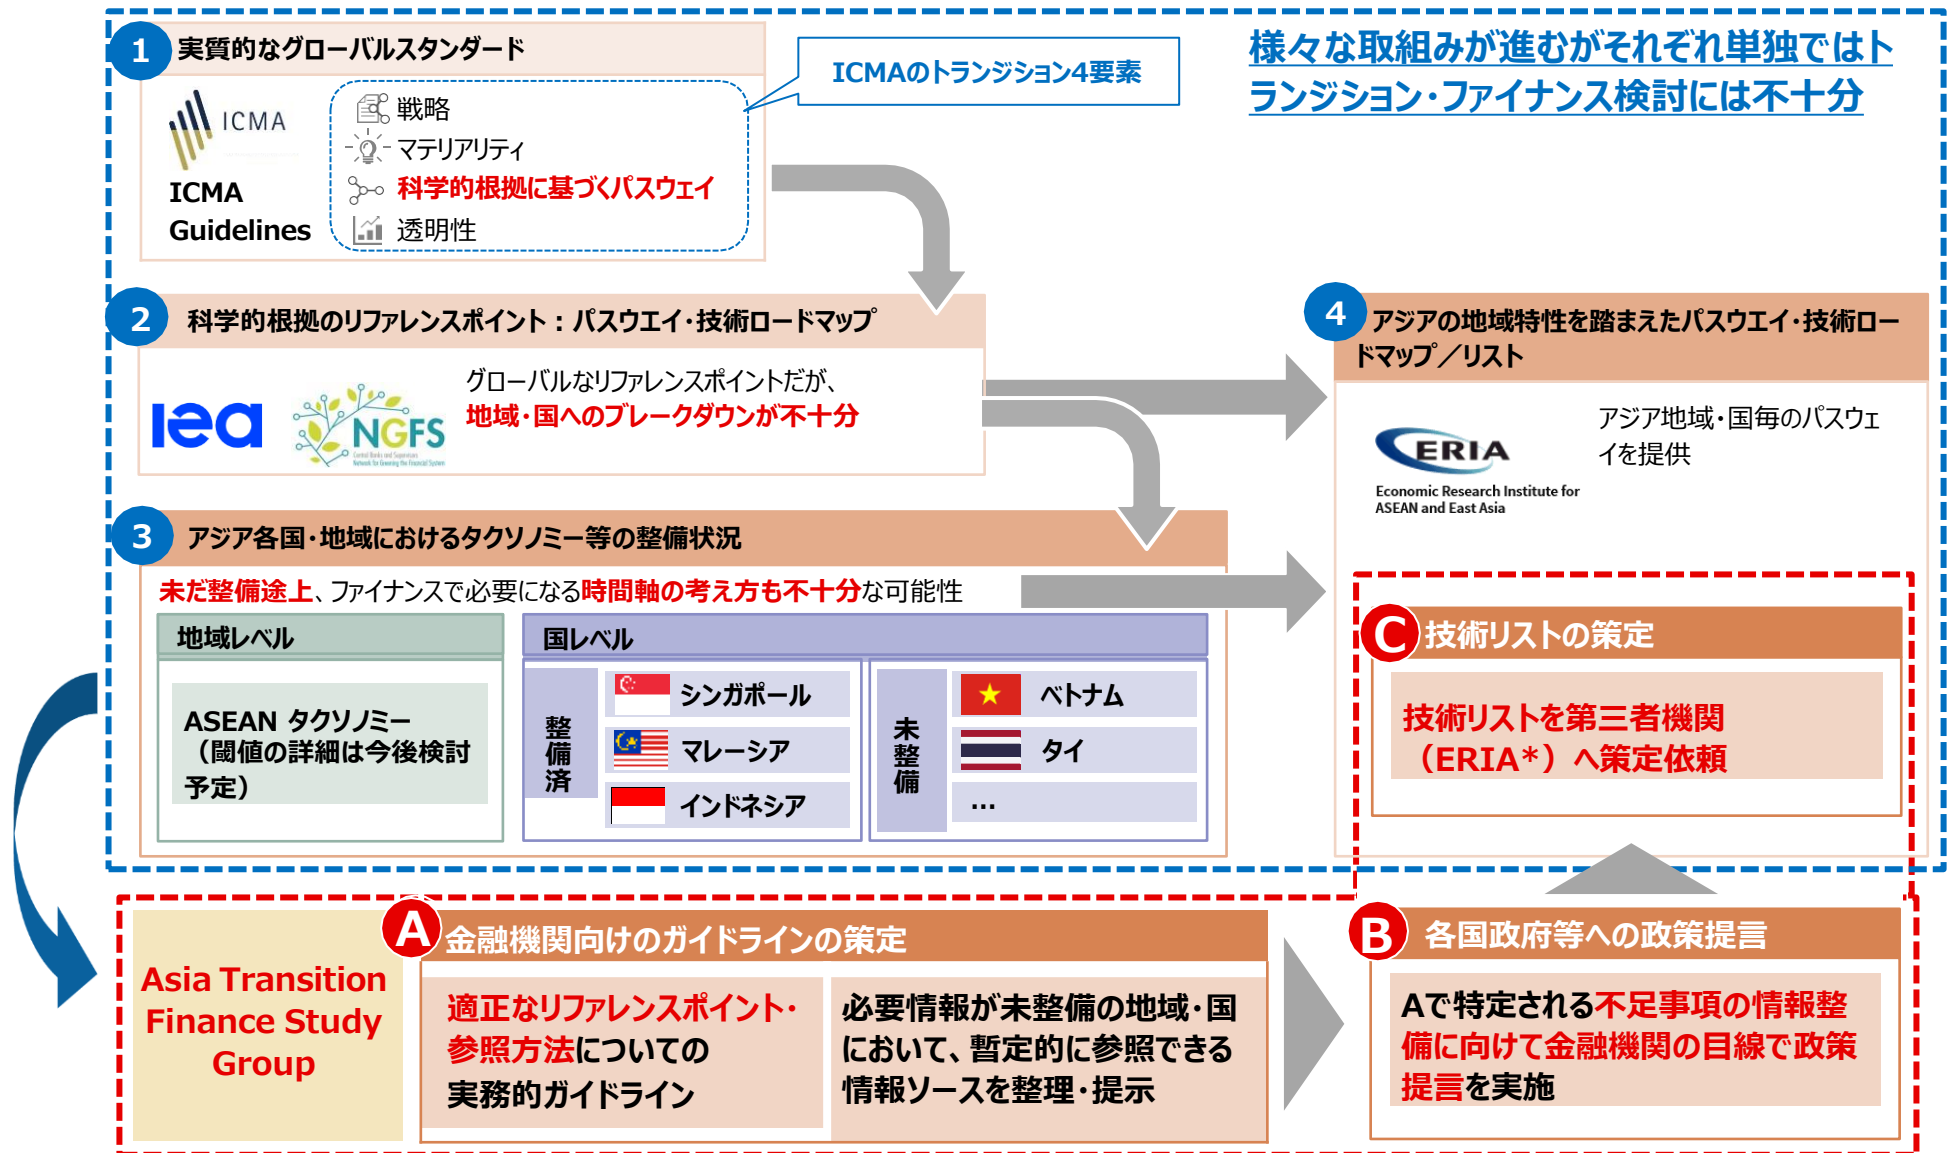 1
実質的なグローバルスタンダード
ICMA
ICMA
Guidelines
戦略
マテリアリティ
科学的根拠に基づくパスウェイ
透明性
ICMAのトランジション4要素
様々な取組みが進むがそれぞれ単独ではト
ランジション・ファイナンス検討には不十分
2
科学的根拠のリファレンスポイント：パスウエイ・技術ロードマップ
iea
NGFS
Central Banks and Supervisors
Network for Greening the Financial System
グローバルなリファレンスポイントだが、
地域・国へのブレークダウンが不十分
3
アジア各国・地域におけるタクソノミー等の整備状況
未だ整備途上、ファイナンスで必要になる時間軸の考え方も不十分な可能性
地域レベル
ASEAN タクソノミー
（閾値の詳細は今後検討
予定）
国レベル
整備済
シンガポール
マレーシア
インドネシア
未整備
ベトナム
タイ
…
4
アジアの地域特性を踏まえたパスウエイ・技術ロー
ドマップ／リスト
ERIA
Economic Research Institute for
ASEAN and East Asia
アジア地域・国毎のパスウェ
イを提供
C
技術リストの策定
技術リストを第三者機関
（ERIA*）へ策定依頼
Asia Transition
Finance Study
Group
A
金融機関向けのガイドラインの策定
適正なリファレンスポイント・
参照方法についての
実務的ガイドライン
必要情報が未整備の地域・国
において、暫定的に参照できる
情報ソースを整理・提示
B
各国政府等への政策提言
Aで特定される不足事項の情報整
備に向けて金融機関の目線で政策
提言を実施